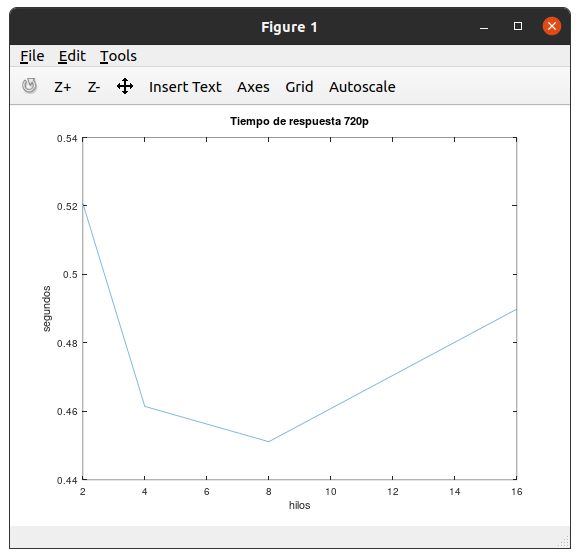 Figure 1
File Edit Tools
Z+ Z- Insert Text Axes Grid Autoscale
Tiempo de respuesta 720p
0.54
0.52
0.5
0.48
0.46
0.44
segundos
2 4 6 8 10 12 14 16
hilos